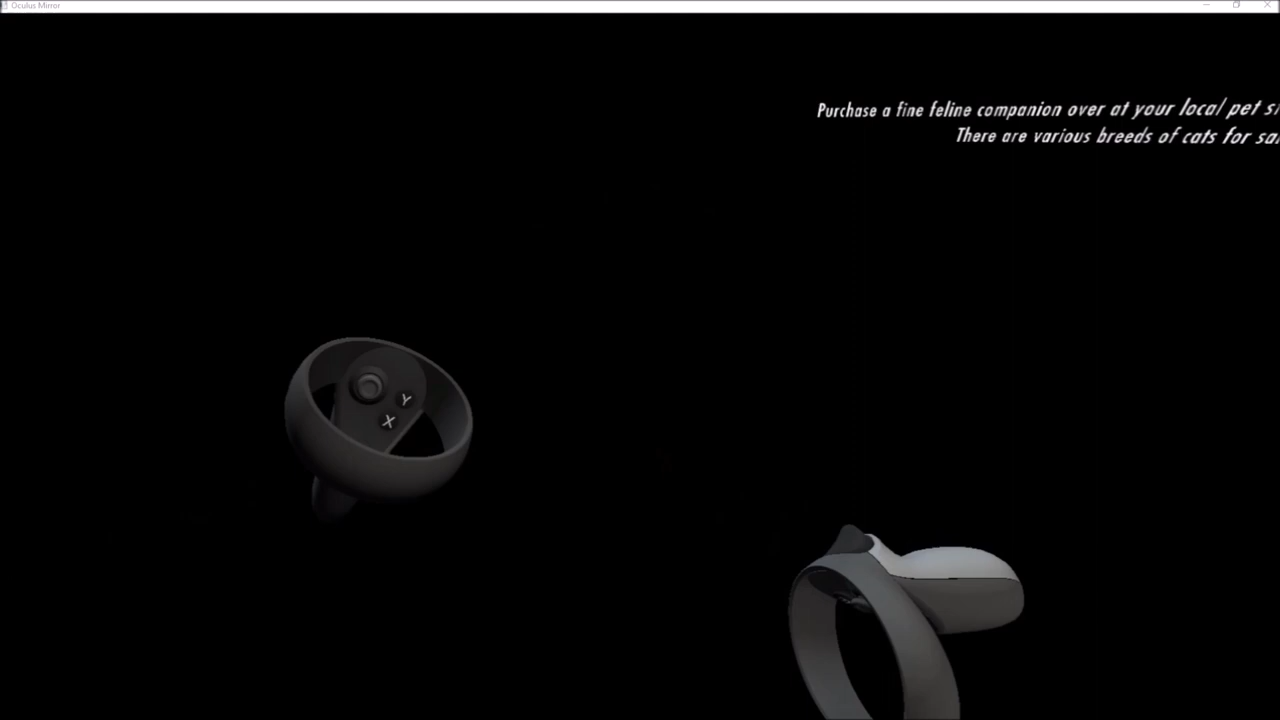 Oculus Mirror
Purchase a fine feline companion over at your local pet
There are various breeds of cats for
Y
X